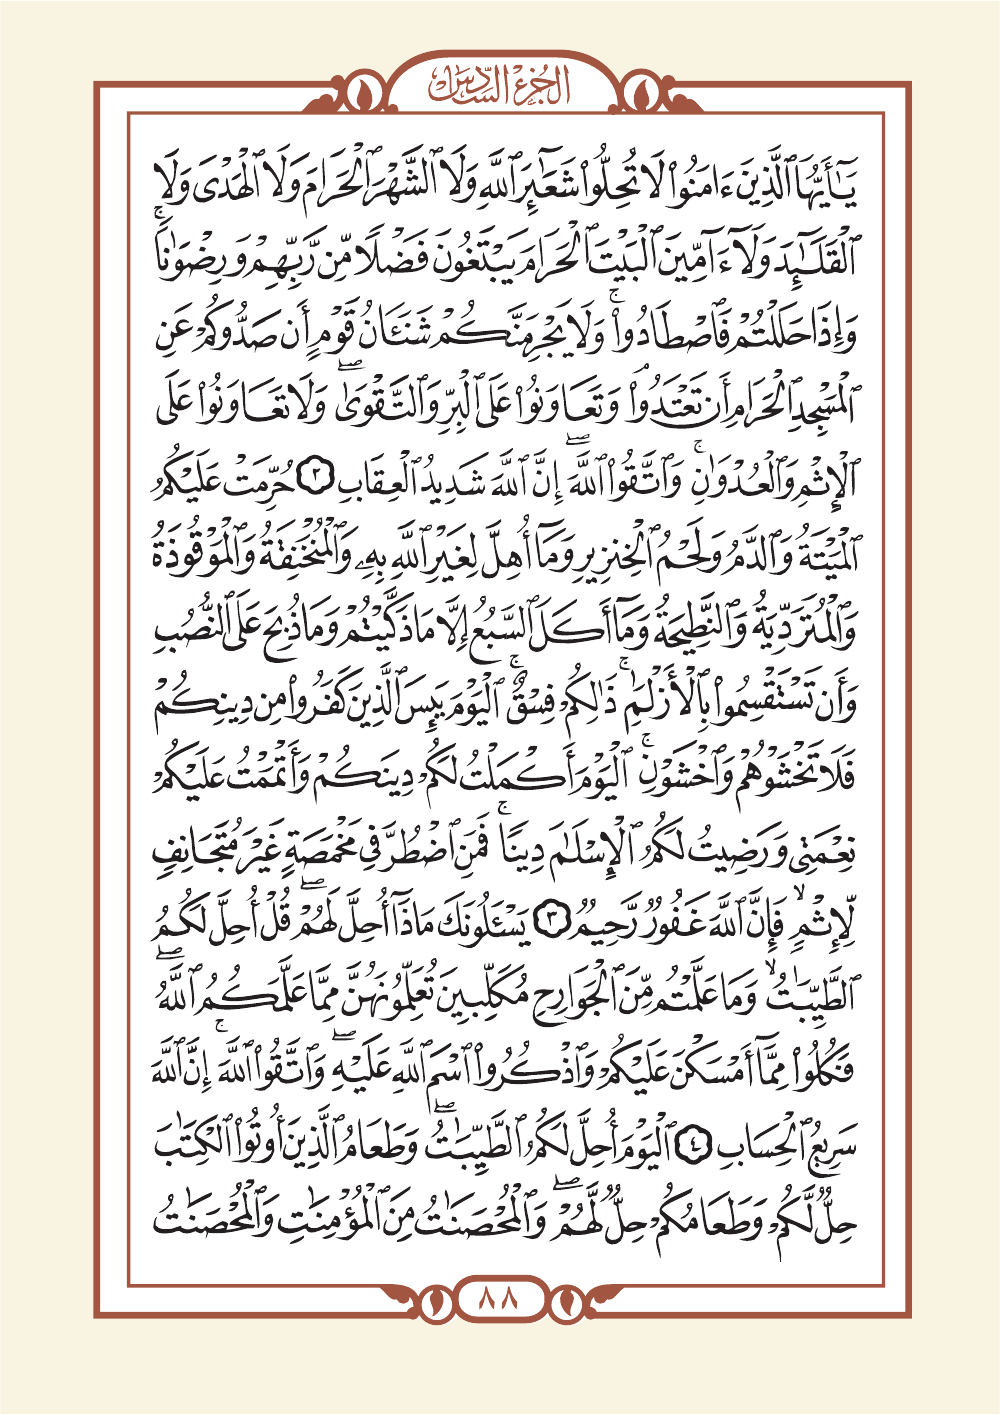 الجزء السادس
يَٰٓأَيُّهَا ٱلَّذِينَ ءَامَنُوا۟ لَا تُحِلُّوا۟ شَعَٰٓئِرَ ٱللَّهِ وَلَا ٱلشَّهْرَ ٱلْحَرَامَ وَلَا ٱلْهَدْىَ وَلَا
ٱلْقَلَٰٓئِدَ وَلَآ ءَآمِّينَ ٱلْبَيْتَ ٱلْحَرَامَ يَبْتَغُونَ فَضْلًا مِّن رَّبِّهِمْ وَرِضْوَٰنًا ۚ
وَإِذَا حَلَلْتُمْ فَٱصْطَادُوا۟ ۚ وَلَا يَجْرِمَنَّكُمْ شَنَـَٔانُ قَوْمٍ أَن صَدُّوكُمْ عَنِ
ٱلْمَسْجِدِ ٱلْحَرَامِ أَن تَعْتَدُوا۟ ۘ وَتَعَاوَنُوا۟ عَلَى ٱلْبِرِّ وَٱلتَّقْوَىٰ ۖ وَلَا تَعَاوَنُوا۟ عَلَى
ٱلْإِثْمِ وَٱلْعُدْوَٰنِ ۚ وَٱتَّقُوا۟ ٱللَّهَ ۖ إِنَّ ٱللَّهَ شَدِيدُ ٱلْعِقَابِ ٢ حُرِّمَتْ عَلَيْكُمُ
ٱلْمَيْتَةُ وَٱلدَّمُ وَلَحْمُ ٱلْخِنزِيرِ وَمَآ أُهِلَّ لِغَيْرِ ٱللَّهِ بِهِۦ وَٱلْمُنْخَنِقَةُ وَٱلْمَوْقُوذَةُ
وَٱلْمُتَرَدِّيَةُ وَٱلنَّطِيحَةُ وَمَآ أَكَلَ ٱلسَّبُعُ إِلَّا مَا ذَكَّيْتُمْ وَمَا ذُبِحَ عَلَى ٱلنُّصُبِ
وَأَن تَسْتَقْسِمُوا۟ بِٱلْأَزْلَٰمِ ۚ ذَٰلِكُمْ فِسْقٌ ۗ ٱلْيَوْمَ يَئِسَ ٱلَّذِينَ كَفَرُوا۟ مِن دِينِكُمْ
فَلَا تَخْشَوْهُمْ وَٱخْشَوْنِ ۚ ٱلْيَوْمَ أَكْمَلْتُ لَكُمْ دِينَكُمْ وَأَتْمَمْتُ عَلَيْكُمْ
نِعْمَتِى وَرَضِيتُ لَكُمُ ٱلْإِسْلَٰمَ دِينًا ۚ فَمَنِ ٱضْطُرَّ فِى مَخْمَصَةٍ غَيْرَ مُتَجَانِفٍ
لِّإِثْمٍ ۙ فَإِنَّ ٱللَّهَ غَفُورٌ رَّحِيمٌ ٣ يَسْـَٔلُونَكَ مَاذَآ أُحِلَّ لَهُمْ ۖ قُلْ أُحِلَّ لَكُمُ
ٱلطَّيِّبَٰتُ ۙ وَمَا عَلَّمْتُم مِّنَ ٱلْجَوَارِحِ مُكَلِّبِينَ تُعَلِّمُونَهُنَّ مِمَّا عَلَّمَكُمُ ٱللَّهُ ۖ
فَكُلُوا۟ مِمَّآ أَمْسَكْنَ عَلَيْكُمْ وَٱذْكُرُوا۟ ٱسْمَ ٱللَّهِ عَلَيْهِ ۖ وَٱتَّقُوا۟ ٱللَّهَ ۚ إِنَّ ٱللَّهَ
سَرِيعُ ٱلْحِسَابِ ٤ ٱلْيَوْمَ أُحِلَّ لَكُمُ ٱلطَّيِّبَٰتُ ۖ وَطَعَامُ ٱلَّذِينَ أُوتُوا۟ ٱلْكِتَٰبَ
حِلٌّ لَّكُمْ وَطَعَامُكُمْ حِلٌّ لَّهُمْ ۖ وَٱلْمُحْصَنَٰتُ مِنَ ٱلْمُؤْمِنَٰتِ وَٱلْمُحْصَنَٰتُ
٨٨